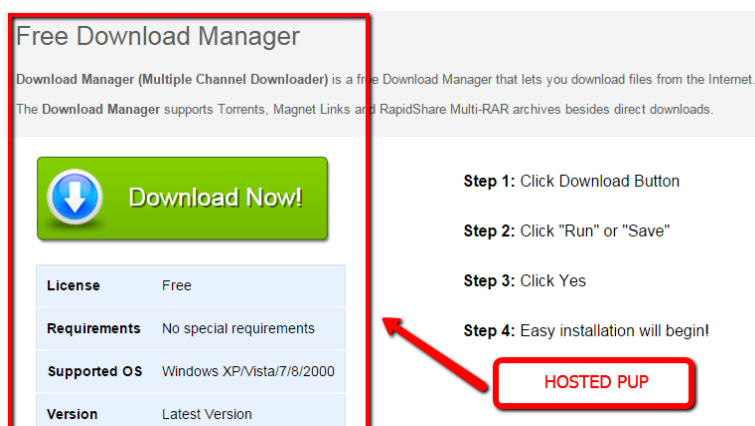 Free Download Manager
Download Manager (Multiple Channel Downloader) is a free Download Manager that lets you download files from the Internet.
The Download Manager supports Torrents, Magnet Links and RapidShare Multi-RAR archives besides direct downloads.
Download Now!
License Free
Requirements No special requirements
Supported OS Windows XP/Vista/7/8/2000
Version Latest Version
Step 1: Click Download Button
Step 2: Click "Run" or "Save"
Step 3: Click Yes
Step 4: Easy installation will begin!
HOSTED PUP